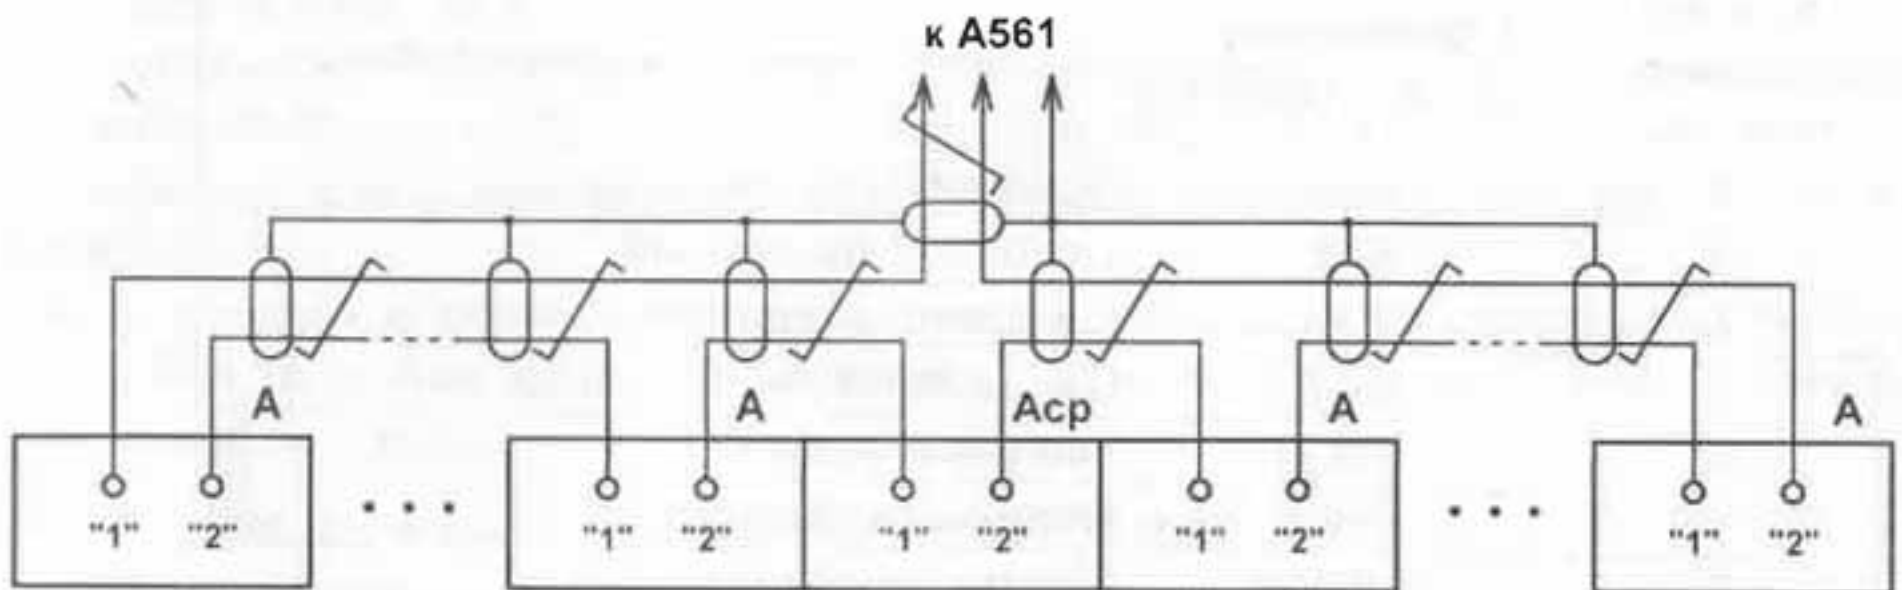 к А561
А А Аср А А
"1" "2" • • • "1" "2" "1" "2" "1" "2" • • • "1" "2"